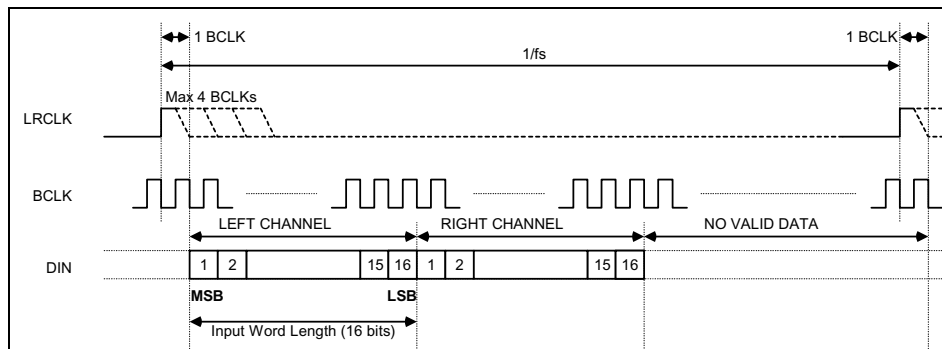 1 BCLK 1 BCLK
1/fs
Max 4 BCLKs
LRCLK
BCLK
LEFT CHANNEL RIGHT CHANNEL NO VALID DATA
DIN 1 2 15 16 1 2 15 16
MSB LSB
Input Word Length (16 bits)